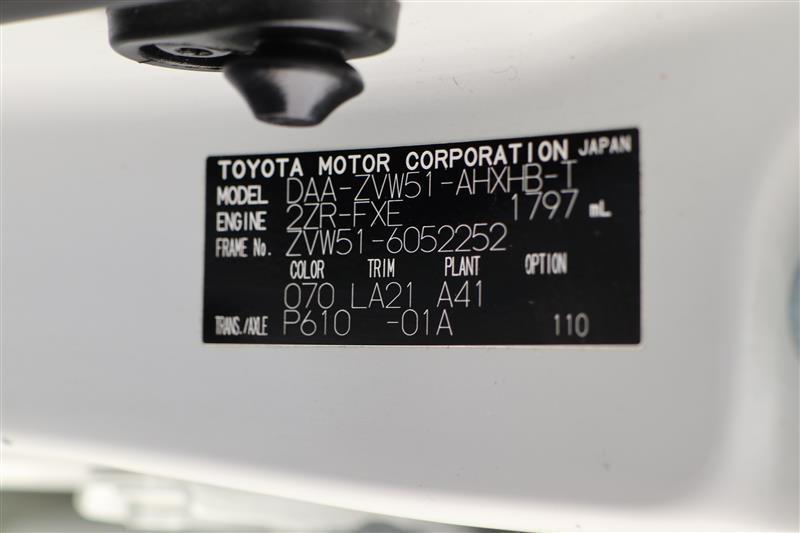 TOYOTA MOTOR CORPORATION JAPAN
MODEL DAA-ZVW51-AHXHB-T
ENGINE 2ZR-FXE 1797 mL
FRAME No. ZVW51-6052252
COLOR TRIM PLANT OPTION
070 LA21 A41
TRANS./AXLE P610 -01A 110